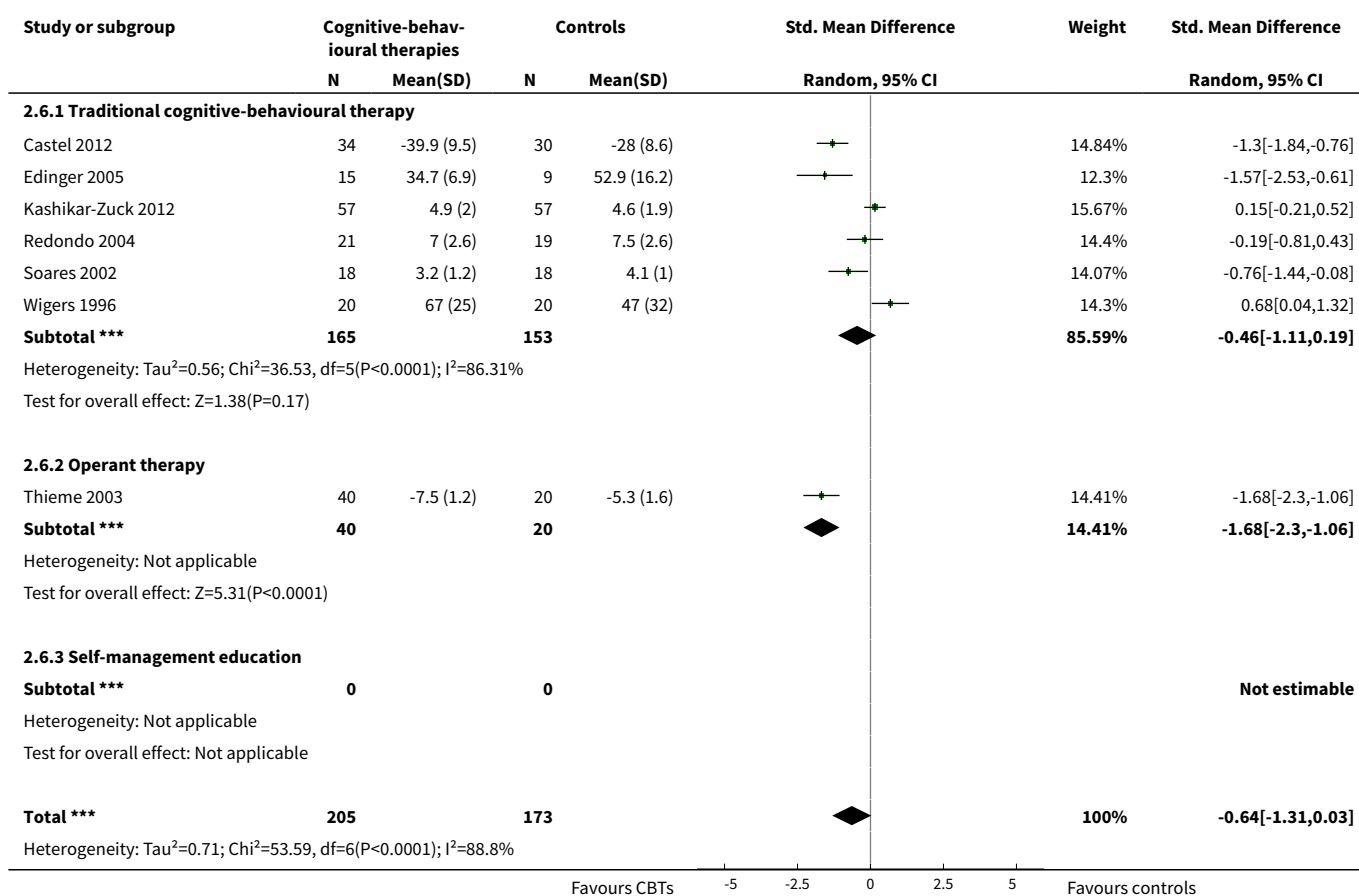 Study or subgroup Cognitive-behav- Controls Std. Mean Difference Weight Std. Mean Difference
ioural therapies
N Mean(SD) N Mean(SD) Random, 95% CI Random, 95% CI
2.6.1 Traditional cognitive-behavioural therapy
Castel 2012 34 -39.9 (9.5) 30 -28 (8.6) 14.84% -1.3[-1.84,-0.76]
Edinger 2005 15 34.7 (6.9) 9 52.9 (16.2) 12.3% -1.57[-2.53,-0.61]
Kashikar-Zuck 2012 57 4.9 (2) 57 4.6 (1.9) 15.67% 0.15[-0.21,0.52]
Redondo 2004 21 7 (2.6) 19 7.5 (2.6) 14.4% -0.19[-0.81,0.43]
Soares 2002 18 3.2 (1.2) 18 4.1 (1) 14.07% -0.76[-1.44,-0.08]
Wigers 1996 20 67 (25) 20 47 (32) 14.3% 0.68[0.04,1.32]
Subtotal *** 165 153 85.59% -0.46[-1.11,0.19]
Heterogeneity: Tau²=0.56; Chi²=36.53, df=5(P<0.0001); I²=86.31%
Test for overall effect: Z=1.38(P=0.17)
2.6.2 Operant therapy
Thieme 2003 40 -7.5 (1.2) 20 -5.3 (1.6) 14.41% -1.68[-2.3,-1.06]
Subtotal *** 40 20 14.41% -1.68[-2.3,-1.06]
Heterogeneity: Not applicable
Test for overall effect: Z=5.31(P<0.0001)
2.6.3 Self-management education
Subtotal *** 0 0 Not estimable
Heterogeneity: Not applicable
Test for overall effect: Not applicable
Total *** 205 173 100% -0.64[-1.31,0.03]
Heterogeneity: Tau²=0.71; Chi²=53.59, df=6(P<0.0001); I²=88.8%
Favours CBTs -5 -2.5 0 2.5 5 Favours controls